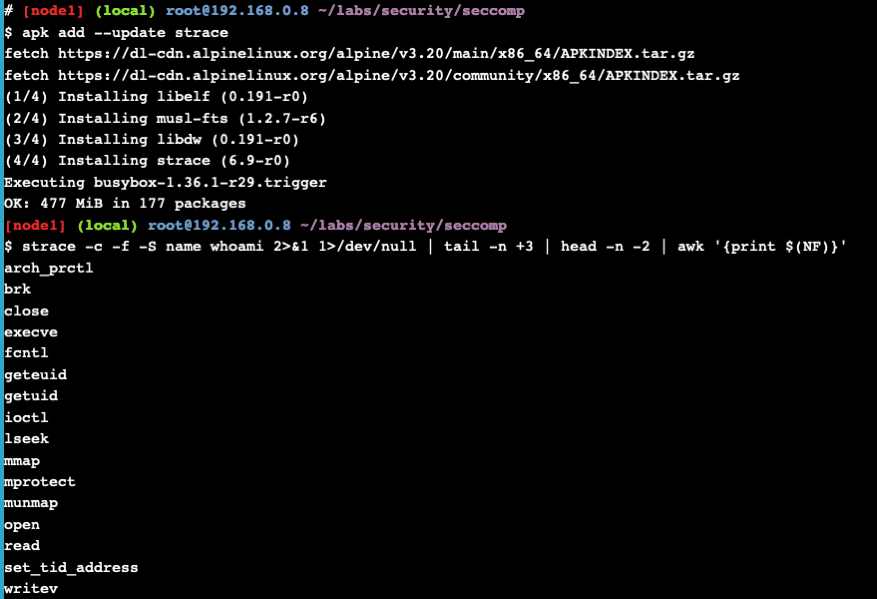 # [node1] (local) root@192.168.0.8 ~/labs/security/seccomp
$ apk add --update strace
fetch https://dl-cdn.alpinelinux.org/alpine/v3.20/main/x86_64/APKINDEX.tar.gz
fetch https://dl-cdn.alpinelinux.org/alpine/v3.20/community/x86_64/APKINDEX.tar.gz
(1/4) Installing libelf (0.191-r0)
(2/4) Installing musl-fts (1.2.7-r6)
(3/4) Installing libdw (0.191-r0)
(4/4) Installing strace (6.9-r0)
Executing busybox-1.36.1-r29.trigger
OK: 477 MiB in 177 packages
[node1] (local) root@192.168.0.8 ~/labs/security/seccomp
$ strace -c -f -S name whoami 2>&1 1>/dev/null | tail -n +3 | head -n -2 | awk '{print $(NF)}'
arch_prctl
brk
close
execve
fcntl
geteuid
getuid
ioctl
lseek
mmap
mprotect
munmap
open
read
set_tid_address
writev